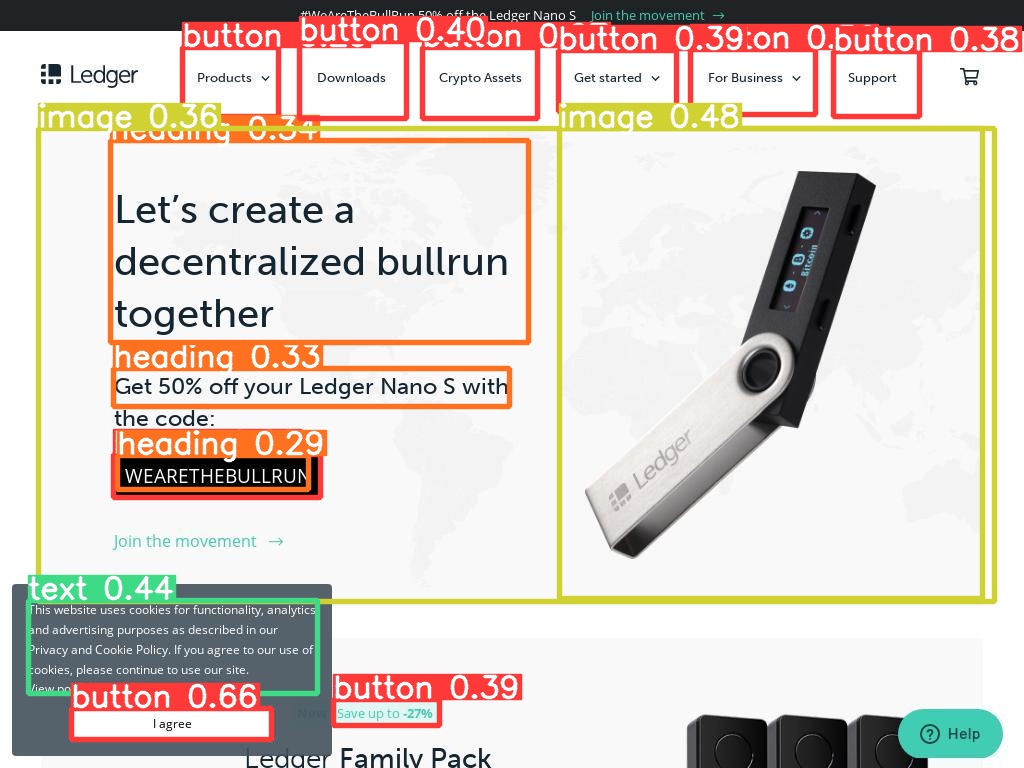 #WeAreTheBullRun 50% off the Ledger Nano S Join the movement →
button button 0.40 button 0. button 0.39 button 0.38
Ledger Products Downloads Crypto Assets Get started For Business Support
image 0.36 image 0.48
heading 0.34
Let's create a
decentralized bullrun
together
heading 0.33
Get 50% off your Ledger Nano S with
the code:
heading 0.29
WEARETHEBULLRUN
Join the movement →
Bitcoin
Ledger
text 0.44
This website uses cookies for functionality, analytics
and advertising purposes as described in our
Privacy and Cookie Policy. If you agree to our use of
cookies, please continue to use our site.
View
button 0.66
I agree
button 0.39
New Save up to -27%
Ledger Family Pack
Help